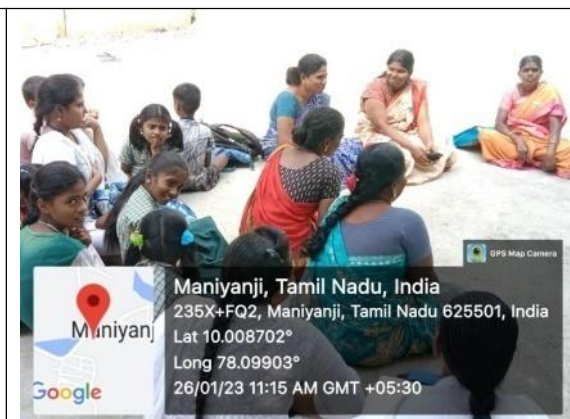 GPS Map Camera
Maniyanji, Tamil Nadu, India
235X+FQ2, Maniyanji, Tamil Nadu 625501, India
Lat 10.008702°
Long 78.09903°
26/01/23 11:15 AM GMT +05:30
Maniyanj
Google